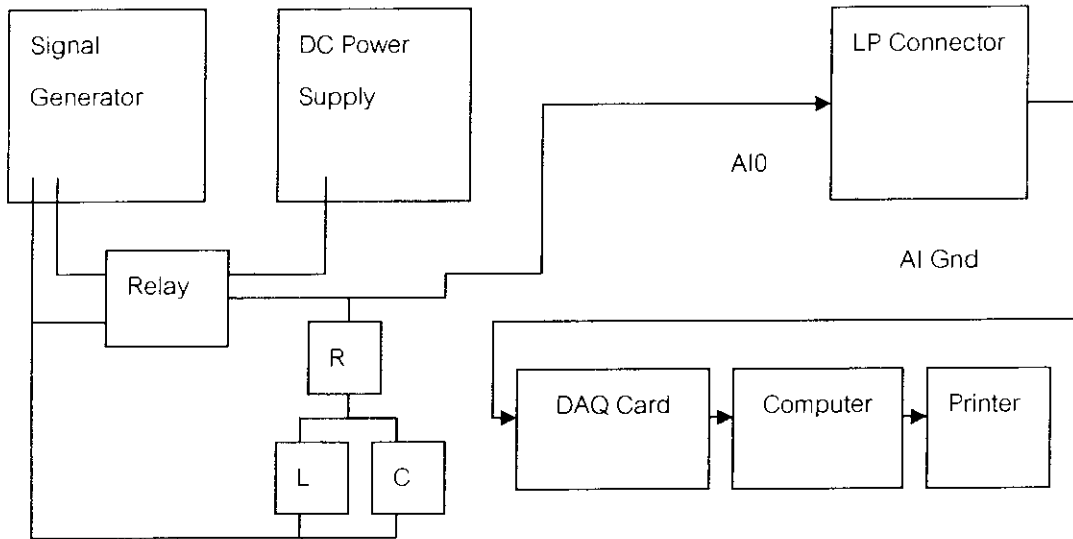 Signal
Generator
DC Power
Supply
LP Connector
AI0
AI Gnd
Relay
R
L
C
DAQ Card
Computer
Printer